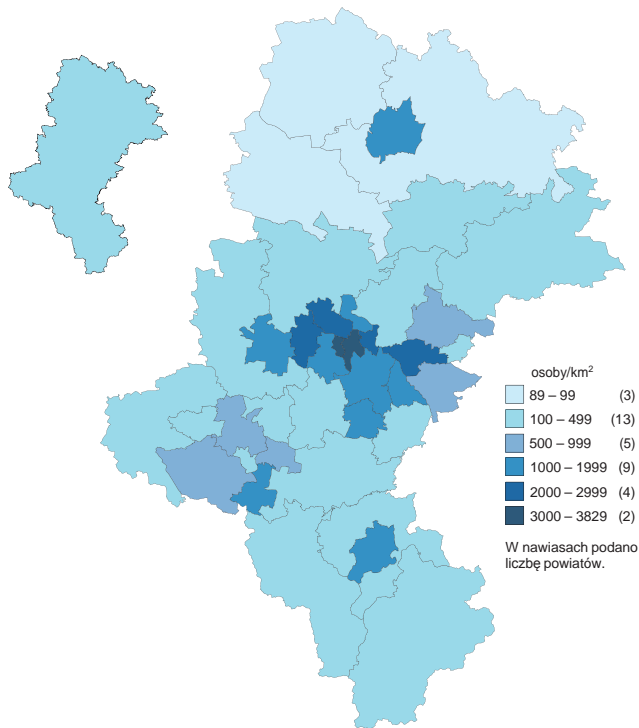 osoby/km²
89 – 99 (3)
100 – 499 (13)
500 – 999 (5)
1000 – 1999 (9)
2000 – 2999 (4)
3000 – 3829 (2)
W nawiasach podano
liczbę powiatów.